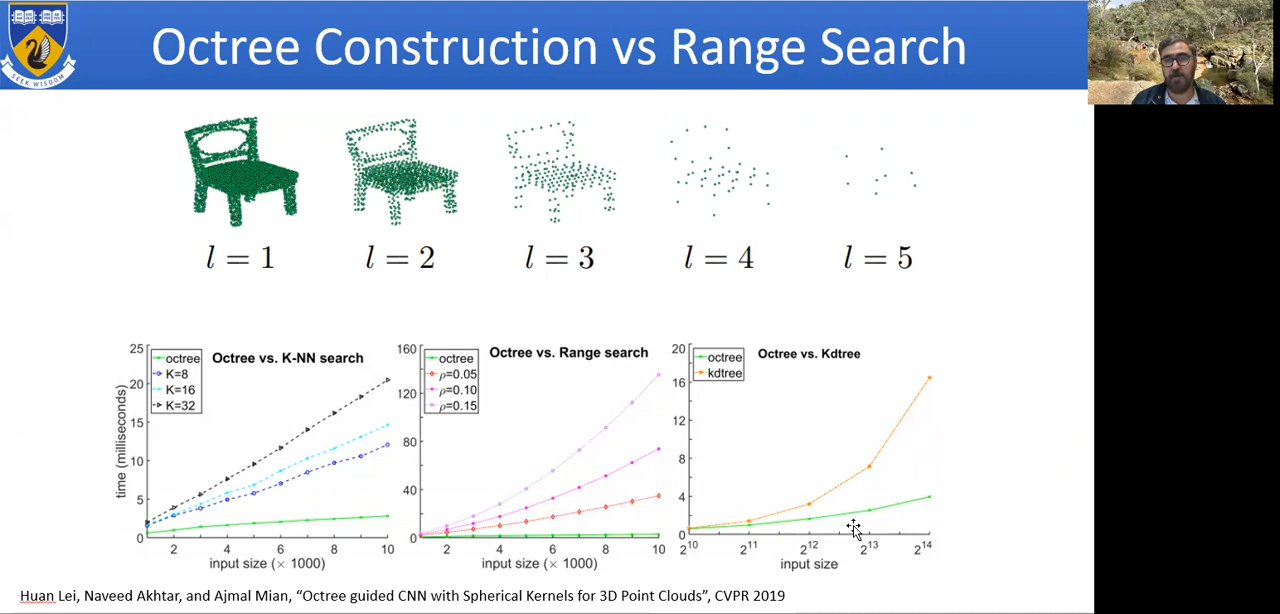 SEEK WISDOM
Octree Construction vs Range Search
l = 1
l = 2
l = 3
l = 4
l = 5
Octree vs. K-NN search
octree
K=8
K=16
K=32
time (milliseconds)
25
20
15
10
5
0
2 4 6 8 10
input size (× 1000)
Octree vs. Range search
octree
ρ=0.05
ρ=0.10
ρ=0.15
160
120
80
40
0
2 4 6 8 10
input size (× 1000)
Octree vs. Kdtree
octree
kdtree
20
16
12
8
4
0
2^10 2^11 2^12 2^13 2^14
input size
Huan Lei, Naveed Akhtar, and Ajmal Mian, “Octree guided CNN with Spherical Kernels for 3D Point Clouds”, CVPR 2019